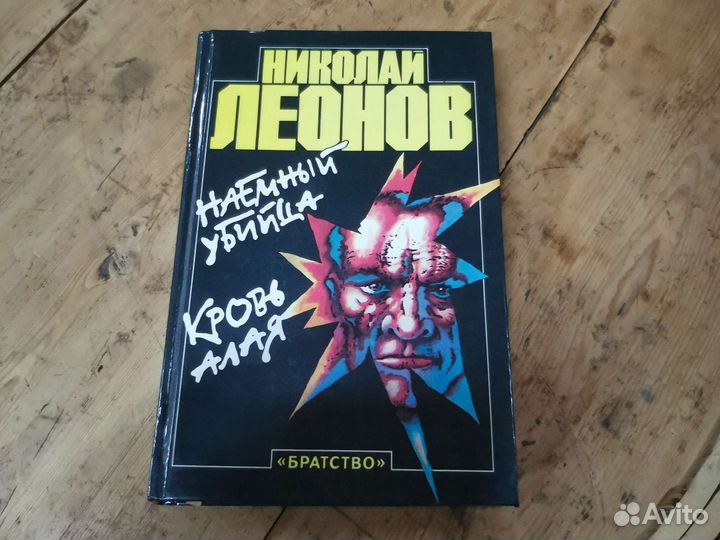 НИКОЛАЙ
ЛЕОНОВ
НАЕМНЫЙ
УБИЙЦА
КРОВЬ
АЛАЯ
«БРАТСТВО»
Avito